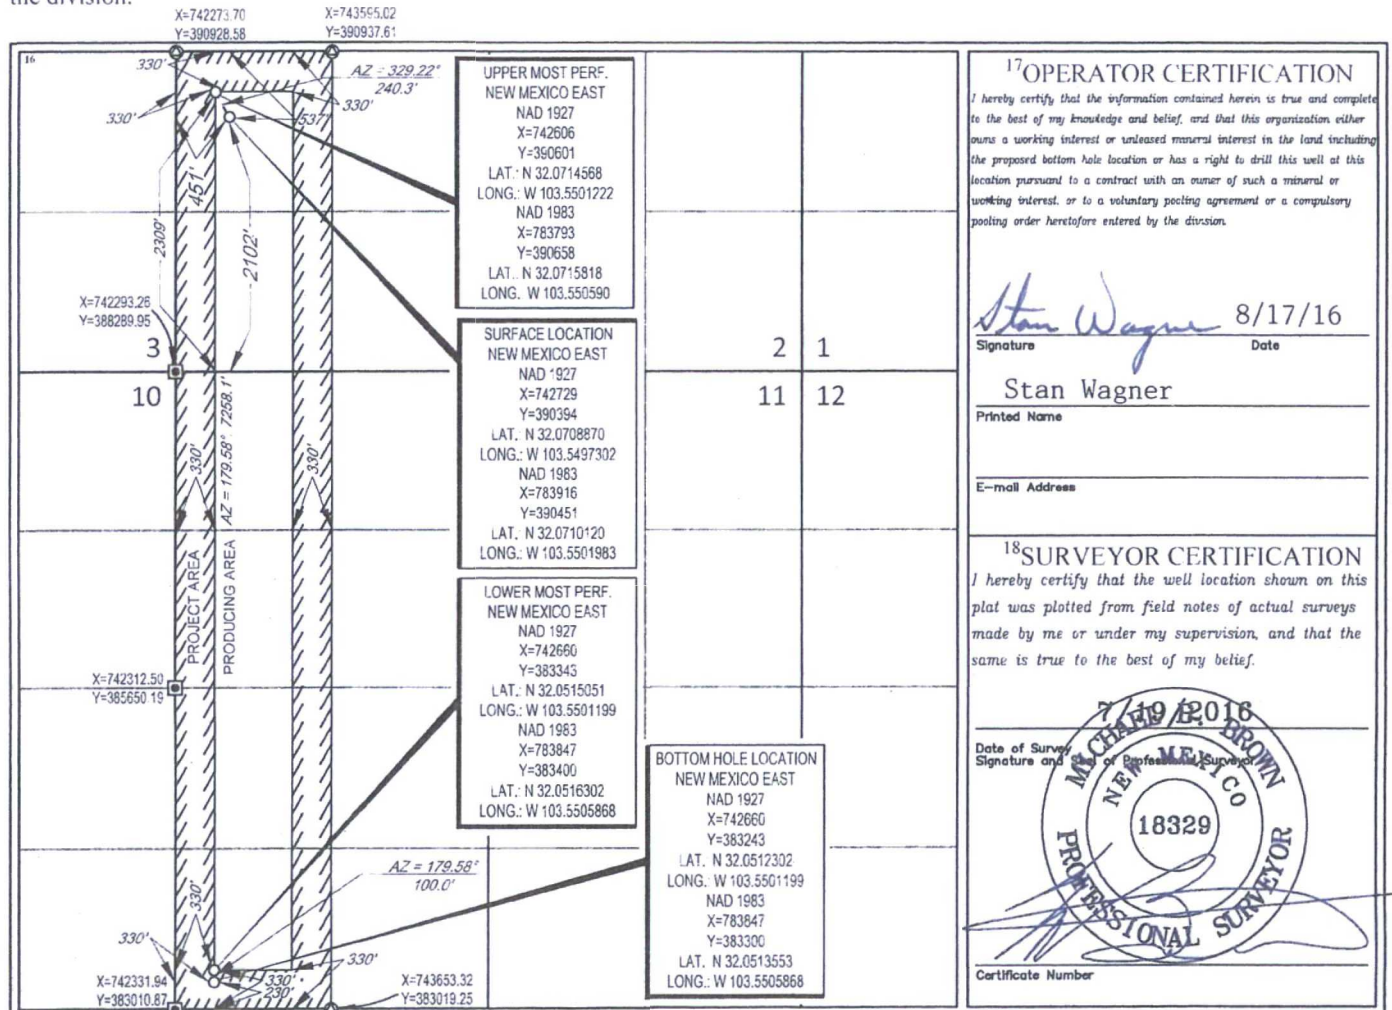 the division.
X=742273.70
Y=390928.58
X=743595.02
Y=390937.61
16
330'
AZ = 329.22°
240.3'
330'
330'
537'
451'
2309'
2102'
X=742293.26
Y=388289.95
3
10
2
1
11
12
330'
AZ = 179.58° 7258.1'
330'
PROJECT AREA
PRODUCING AREA
X=742312.50
Y=385650.19
AZ = 179.58°
100.0'
330'
330'
330'
330'
230'
X=742331.94
Y=383010.87
X=743653.32
Y=383019.25
UPPER MOST PERF.
NEW MEXICO EAST
NAD 1927
X=742606
Y=390601
LAT.: N 32.0714568
LONG.: W 103.5501222
NAD 1983
X=783793
Y=390658
LAT.: N 32.0715818
LONG. W 103.550590
SURFACE LOCATION
NEW MEXICO EAST
NAD 1927
X=742729
Y=390394
LAT.: N 32.0708870
LONG.: W 103.5497302
NAD 1983
X=783916
Y=390451
LAT.: N 32.0710120
LONG.: W 103.5501983
LOWER MOST PERF.
NEW MEXICO EAST
NAD 1927
X=742660
Y=383343
LAT.: N 32.0515051
LONG.: W 103.5501199
NAD 1983
X=783847
Y=383400
LAT.: N 32.0516302
LONG.: W 103.5505868
BOTTOM HOLE LOCATION
NEW MEXICO EAST
NAD 1927
X=742660
Y=383243
LAT. N 32.0512302
LONG.: W 103.5501199
NAD 1983
X=783847
Y=383300
LAT. N 32.0513553
LONG.: W 103.5505868
17 OPERATOR CERTIFICATION
I hereby certify that the information contained herein is true and complete
to the best of my knowledge and belief, and that this organization either
owns a working interest or unleased mineral interest in the land including
the proposed bottom hole location or has a right to drill this well at this
location pursuant to a contract with an owner of such a mineral or
working interest, or to a voluntary pooling agreement or a compulsory
pooling order heretofore entered by the division.
Stan Wagner 8/17/16
Signature Date
Stan Wagner
Printed Name
E-mail Address
18 SURVEYOR CERTIFICATION
I hereby certify that the well location shown on this
plat was plotted from field notes of actual surveys
made by me or under my supervision, and that the
same is true to the best of my belief.
7/19/2016
Date of Survey
Signature and Seal of Professional Surveyor:
MICHAEL B. BROWN
NEW MEXICO
18329
PROFESSIONAL SURVEYOR
Certificate Number